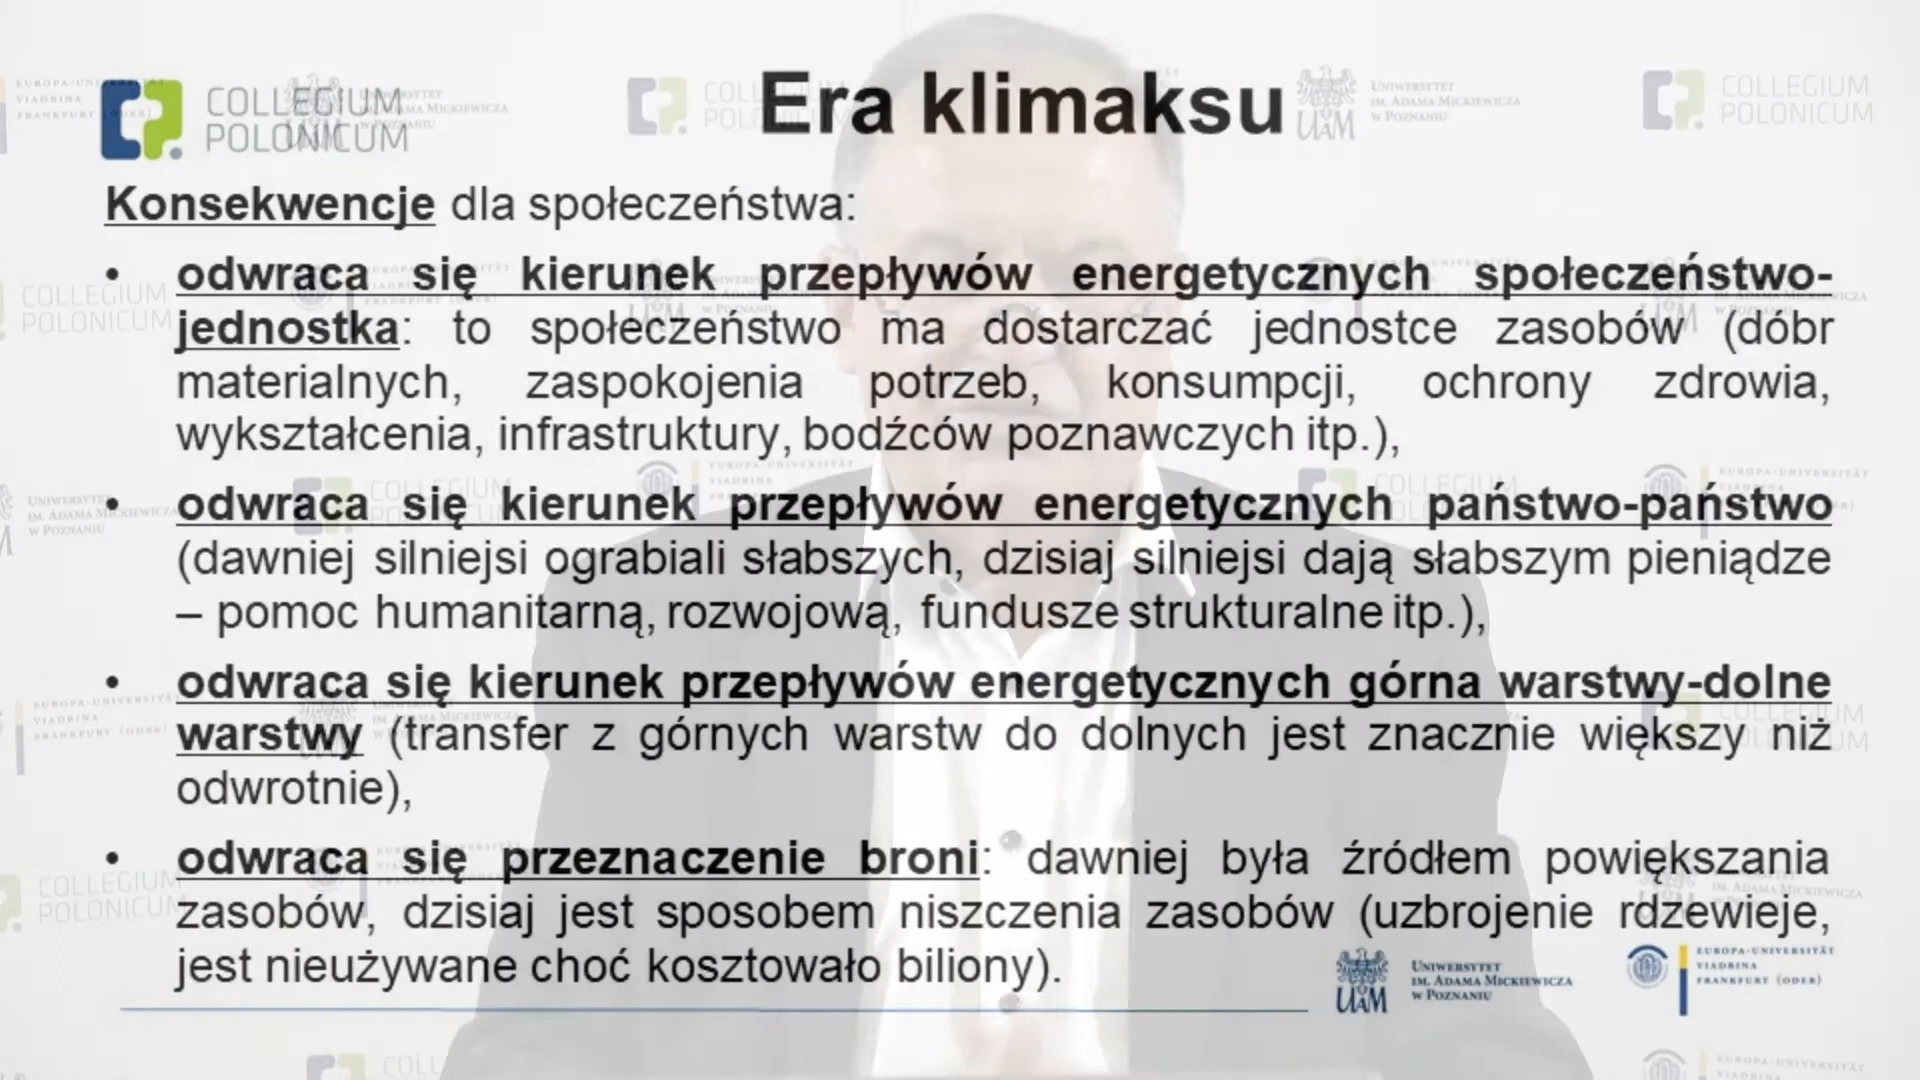 Era klimaksu
COLLEGIUM
POLONICUM
Konsekwencje dla społeczeństwa:
• odwraca się kierunek przepływów energetycznych społeczeństwo-
jednostka: to społeczeństwo ma dostarczać jednostce zasobów (dóbr
materialnych, zaspokojenia potrzeb, konsumpcji, ochrony zdrowia,
wykształcenia, infrastruktury, bodźców poznawczych itp.),
• odwraca się kierunek przepływów energetycznych państwo-państwo
(dawniej silniejsi ograbiali słabszych, dzisiaj silniejsi dają słabszym pieniądze
– pomoc humanitarną, rozwojową, fundusze strukturalne itp.),
• odwraca się kierunek przepływów energetycznych górna warstwy-dolne
warstwy (transfer z górnych warstw do dolnych jest znacznie większy niż
odwrotnie),
• odwraca się przeznaczenie broni: dawniej była źródłem powiększania
zasobów, dzisiaj jest sposobem niszczenia zasobów (uzbrojenie rdzewieje,
jest nieużywane choć kosztowało biliony).
UAM
UNIWERSYTET
IM. ADAMA MICKIEWICZA
W POZNANIU
EUROPA-UNIVERSITÄT
VIADRINA
FRANKFURT (ODER)